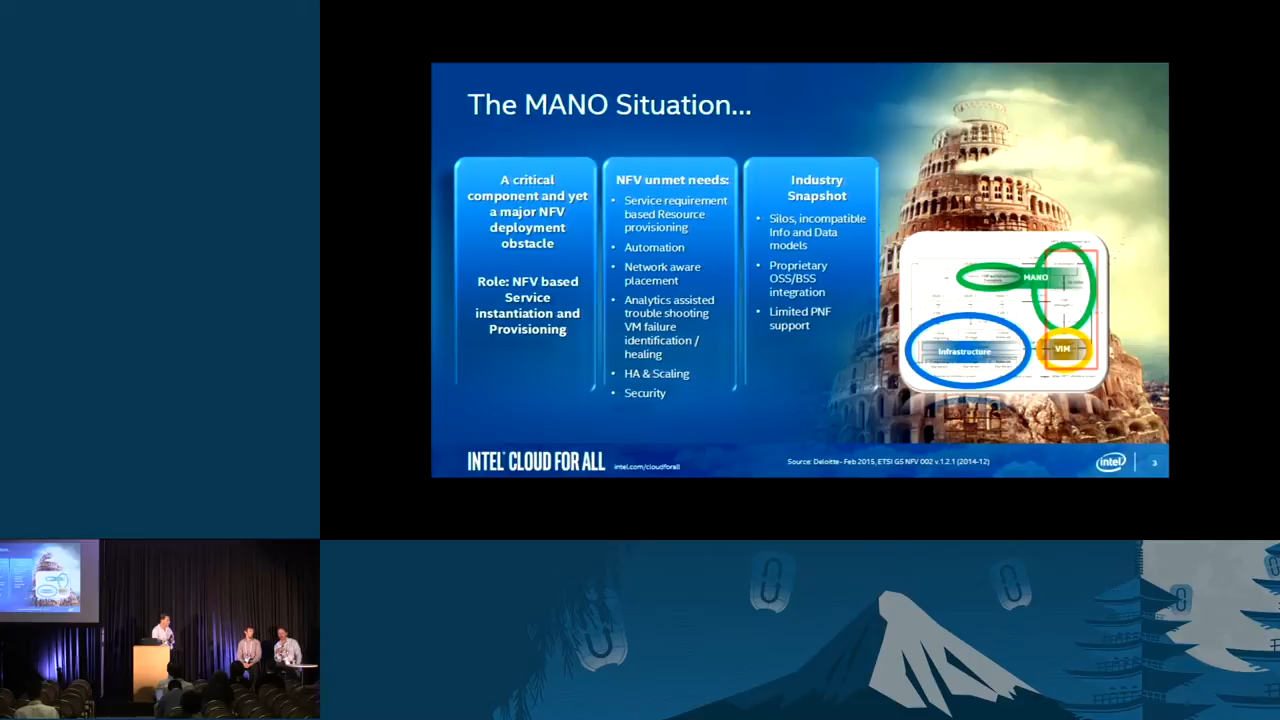 The MANO Situation...
A critical
component and yet
a major NFV
deployment
obstacle
Role: NFV based
Service
instantiation and
Provisioning
NFV unmet needs:
• Service requirement
based Resource
provisioning
• Automation
• Network aware
placement
• Analytics assisted
trouble shooting
VM failure
identification /
healing
• HA & Scaling
• Security
Industry
Snapshot
• Silos, incompatible
Info and Data
models
• Proprietary
OSS/BSS
integration
• Limited PNF
support
MANO
Infrastructure
VIM
INTEL® CLOUD FOR ALL
intel.com/cloudforall
Source: Deloitte- Feb 2015, ETSI GS NFV 002 v.1.2.1 (2014-12)
intel
3